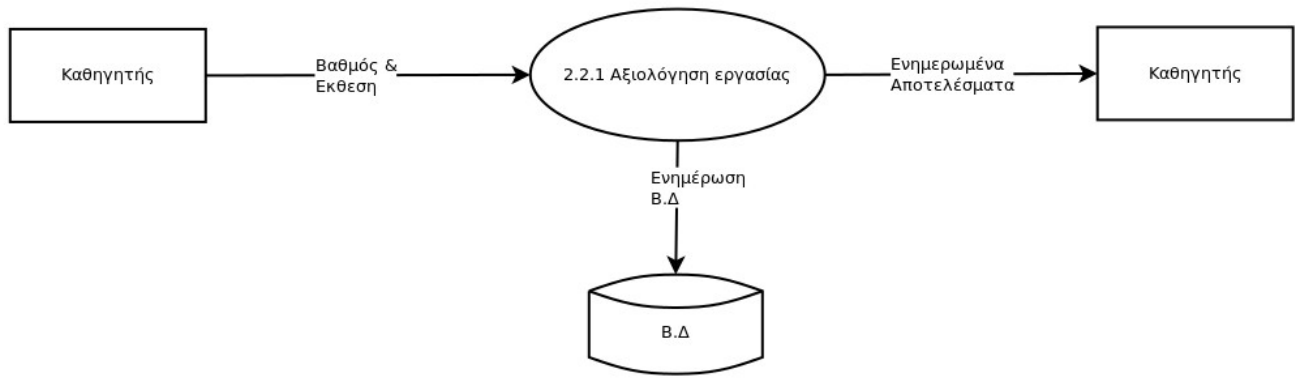 Καθηγητής
Βαθμός &
Εκθεση
2.2.1 Αξιολόγηση εργασίας
Ενημερωμένα
Αποτελέσματα
Καθηγητής
Ενημέρωση
Β.Δ
Β.Δ